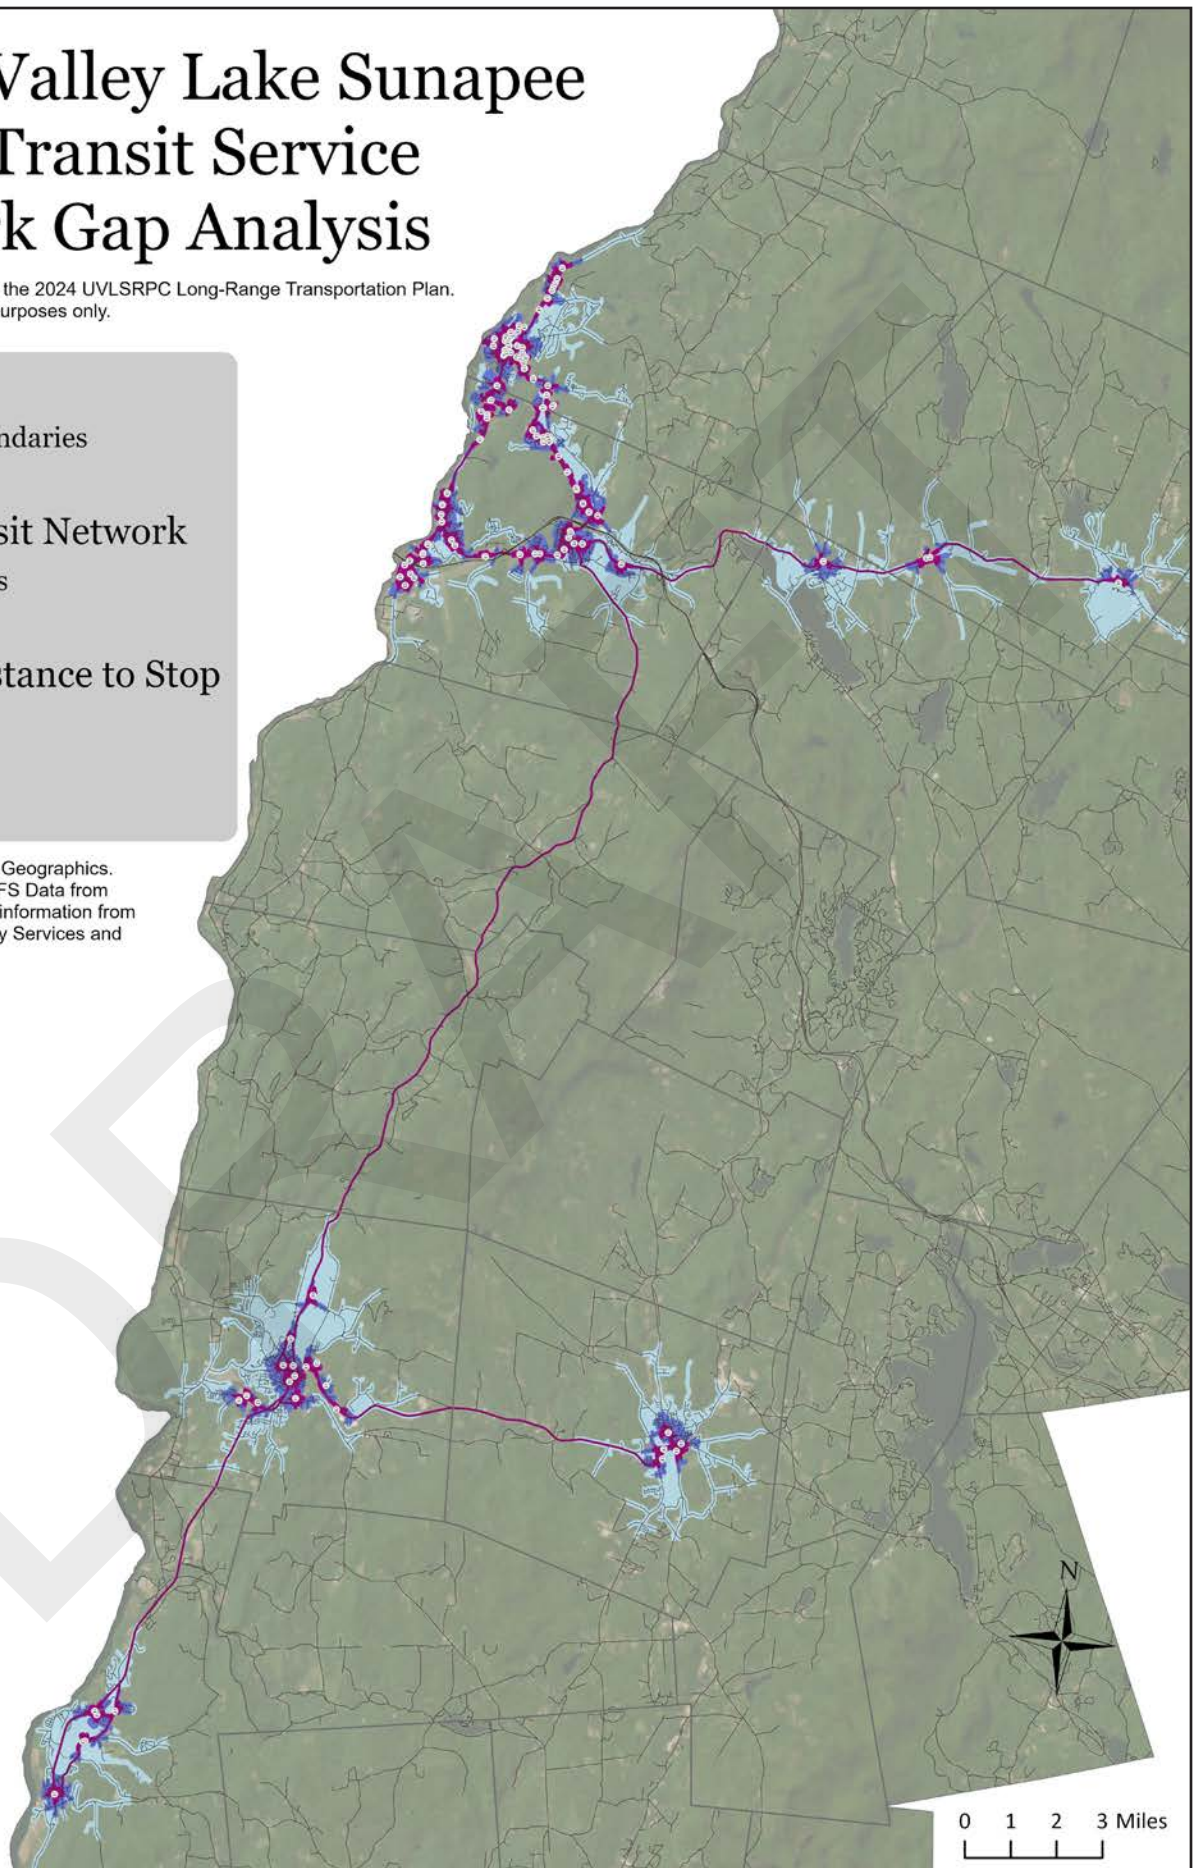 Valley Lake Sunapee
Transit Service
k Gap Analysis
the 2024 UVLSRPC Long-Range Transportation Plan.
urposes only.
ndaries
sit Network
s
stance to Stop
Geographics.
FS Data from
information from
y Services and
DRAFT
N
0 1 2 3 Miles